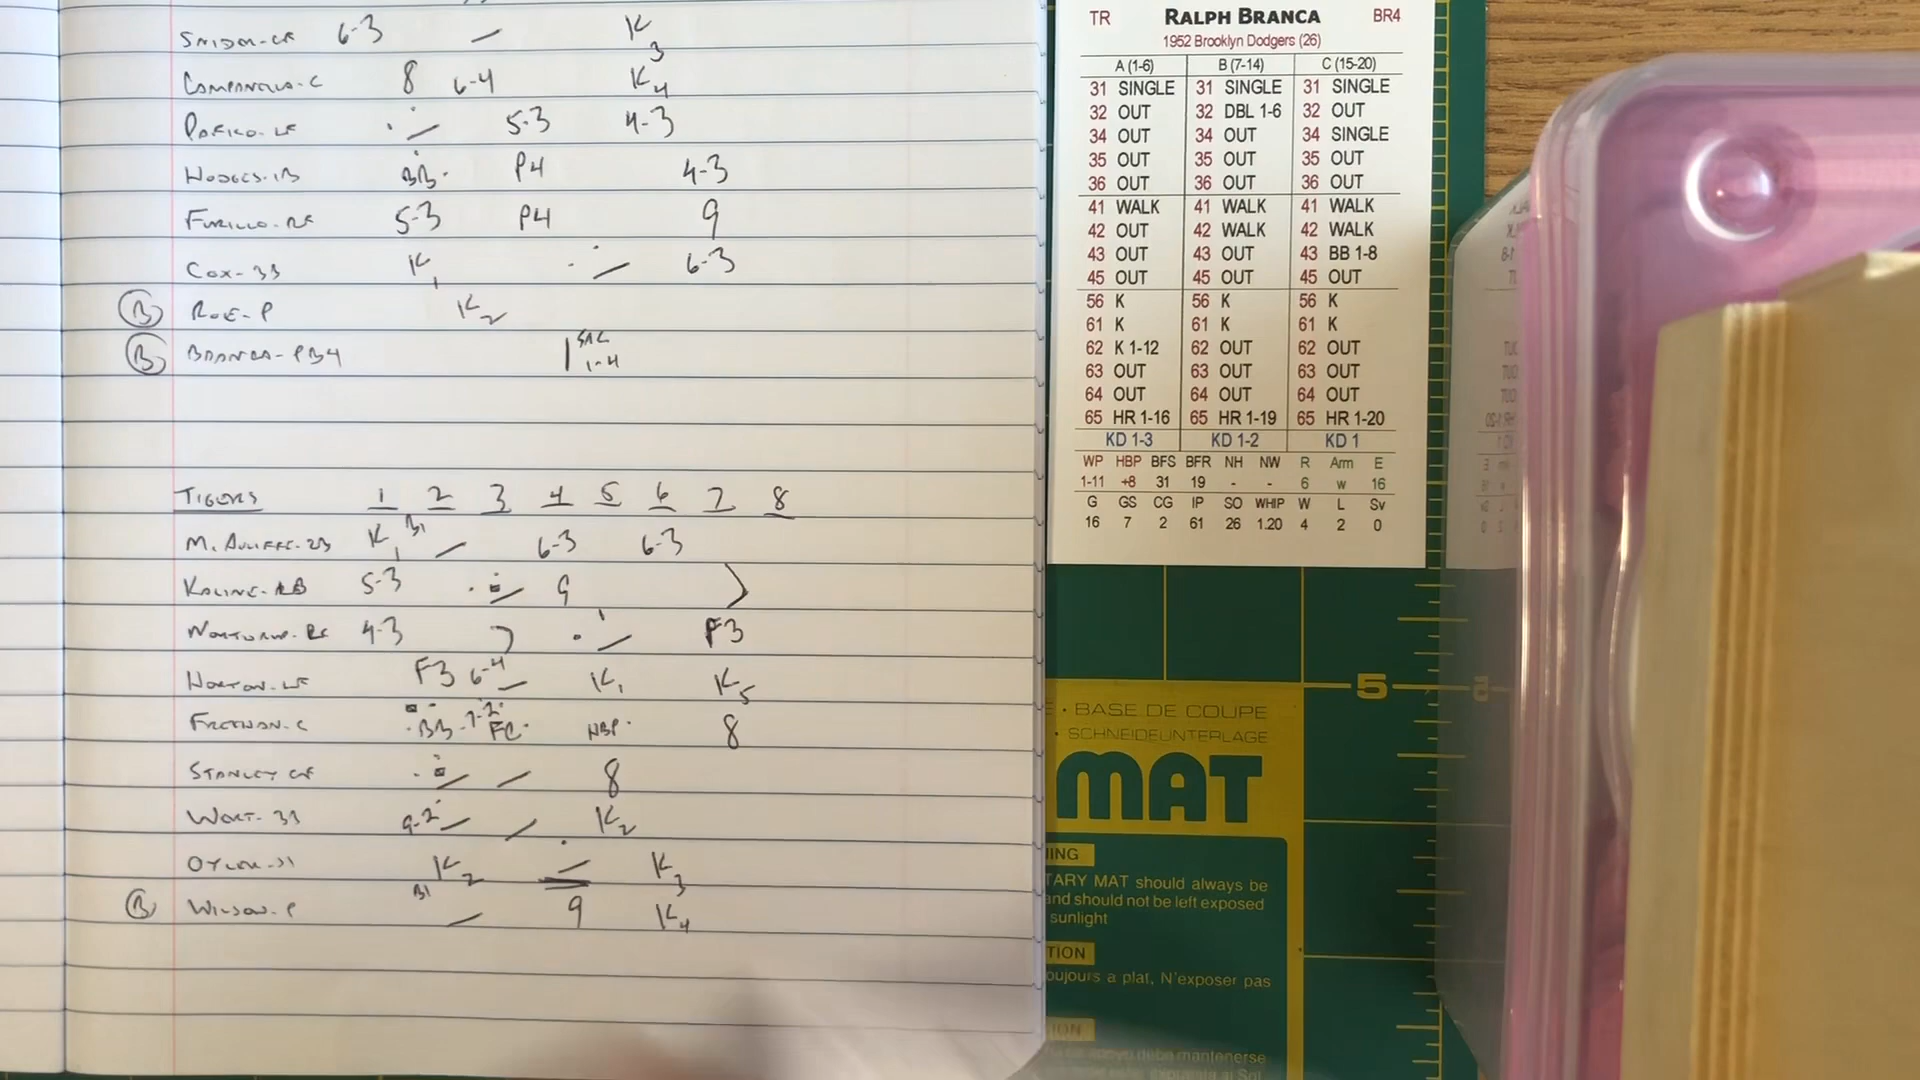 SNIDER-CF 6-3 — K3
CAMPANELLA-C 8 6-4 K4
PAFKO-LF · — 5-3 4-3
HODGES-1B BB· P4 4-3
FURILLO-RF 5-3 P4 9
COX-3B K1 · — 6-3
B ROE-P K2
B BRANCA-PB4 SAC 1-4
TIGERS 1 2 3 4 5 6 7 8
McAULIFFE-2B K1 B1 — 6-3 6-3
KALINE-RB 5-3 · — 9
4-3 · — F3
HORTON-LF F3 6-4 — K1 K5
FREEHAN-C ·BB· FC· HBP· 8
STANLEY CF · — — 8
WERT-3B 9-2 — — K2
OYLER-SS K2 — K3
B WILSON-P B1 — 9 K4
TR RALPH BRANCA BR4
1952 Brooklyn Dodgers (26)
A (1-6) B (7-14) C (15-20)
31 SINGLE 31 SINGLE 31 SINGLE
32 OUT 32 DBL 1-6 32 OUT
34 OUT 34 OUT 34 SINGLE
35 OUT 35 OUT 35 OUT
36 OUT 36 OUT 36 OUT
41 WALK 41 WALK 41 WALK
42 OUT 42 WALK 42 WALK
43 OUT 43 OUT 43 BB 1-8
45 OUT 45 OUT 45 OUT
56 K 56 K 56 K
61 K 61 K 61 K
62 K 1-12 62 OUT 62 OUT
63 OUT 63 OUT 63 OUT
64 OUT 64 OUT 64 OUT
65 HR 1-16 65 HR 1-19 65 HR 1-20
KD 1-3 KD 1-2 KD 1
WP HBP BFS BFR NH NW R Arm E
1-11 +8 31 19 - - 6 w 16
G GS CG IP SO WHIP W L Sv
16 7 2 61 26 1.20 4 2 0
5
E • BASE DE COUPE
• SCHNEIDEUNTERLAGE
MAT
ING
TARY MAT should always be
and should not be left exposed
sunlight
TION
oujours a plat, N'exposer pas
ION